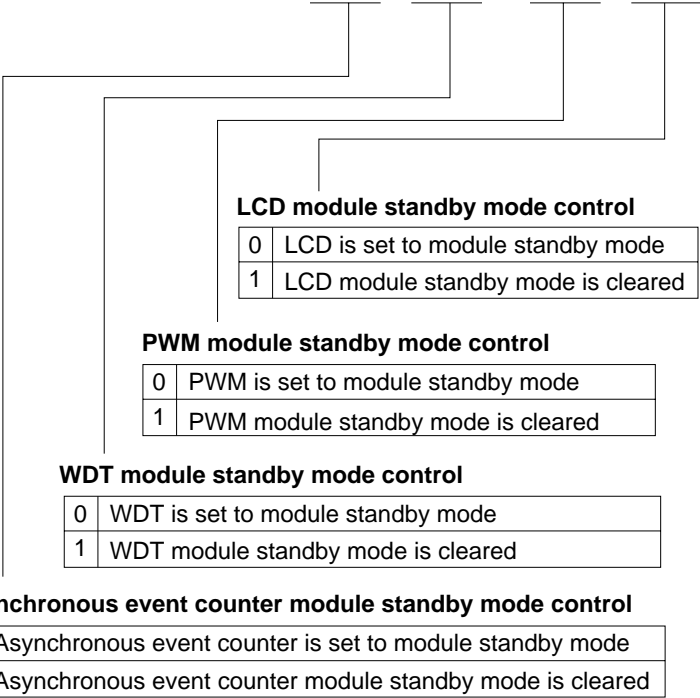 LCD module standby mode control
0 LCD is set to module standby mode
1 LCD module standby mode is cleared
PWM module standby mode control
0 PWM is set to module standby mode
1 PWM module standby mode is cleared
WDT module standby mode control
0 WDT is set to module standby mode
1 WDT module standby mode is cleared
nchronous event counter module standby mode control
Asynchronous event counter is set to module standby mode
Asynchronous event counter module standby mode is cleared